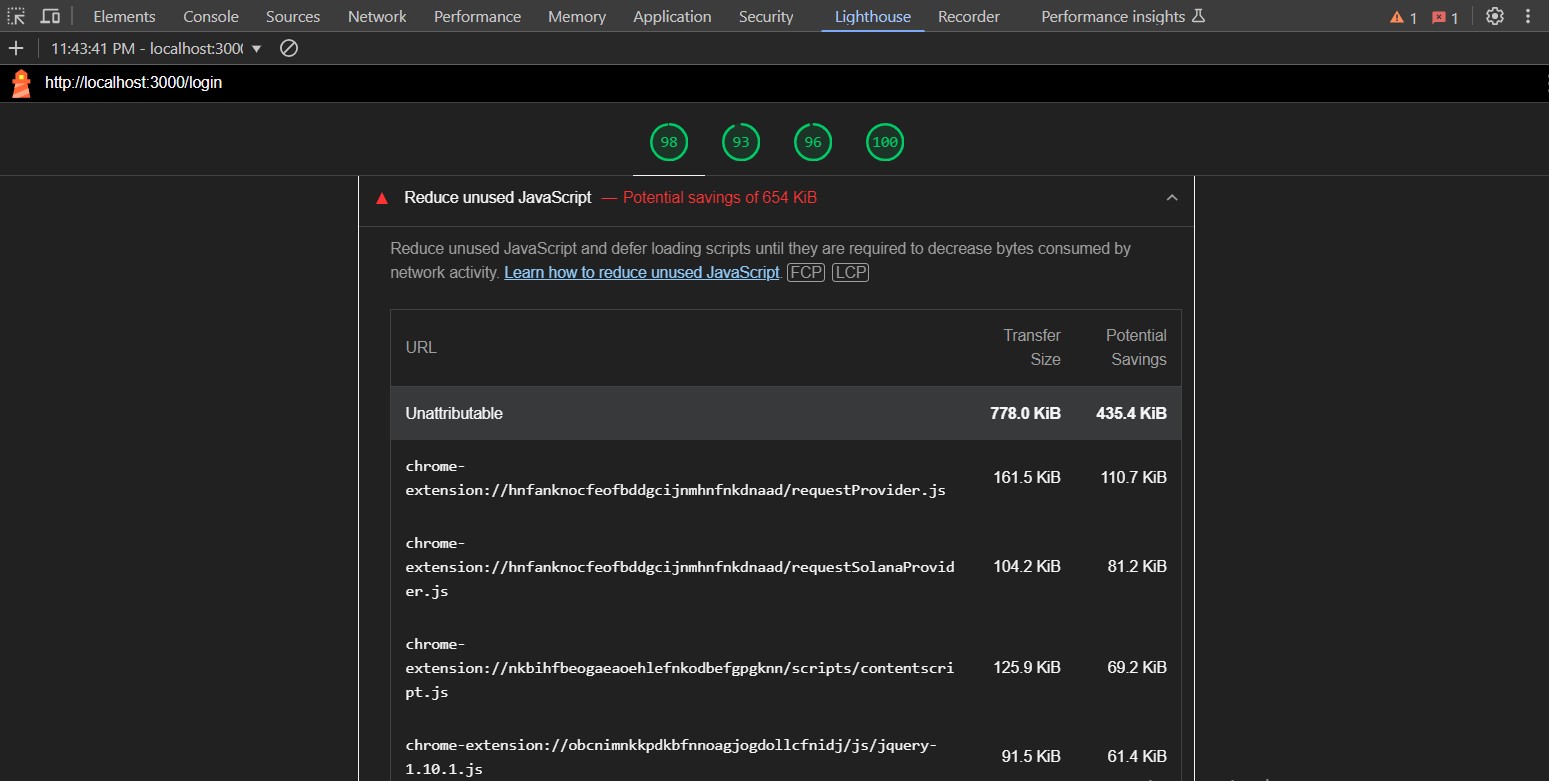 Elements Console Sources Network Performance Memory Application Security Lighthouse Recorder Performance insights 1 1
11:43:41 PM - localhost:3000
http://localhost:3000/login
98 93 96 100
Reduce unused JavaScript — Potential savings of 654 KiB
Reduce unused JavaScript and defer loading scripts until they are required to decrease bytes consumed by
network activity. Learn how to reduce unused JavaScript. FCP LCP
URL
Transfer
Size
Potential
Savings
Unattributable 778.0 KiB 435.4 KiB
chrome-
extension://hnfanknocfeofbddgcijnmhnfnkdnaad/requestProvider.js
161.5 KiB 110.7 KiB
chrome-
extension://hnfanknocfeofbddgcijnmhnfnkdnaad/requestSolanaProvid
er.js
104.2 KiB 81.2 KiB
chrome-
extension://nkbihfbeogaeaoehlefnkodbefgpgknn/scripts/contentscri
pt.js
125.9 KiB 69.2 KiB
chrome-extension://obcnimnkkpdkbfnnoagjogdollcfnidj/js/jquery-
1.10.1.js
91.5 KiB 61.4 KiB